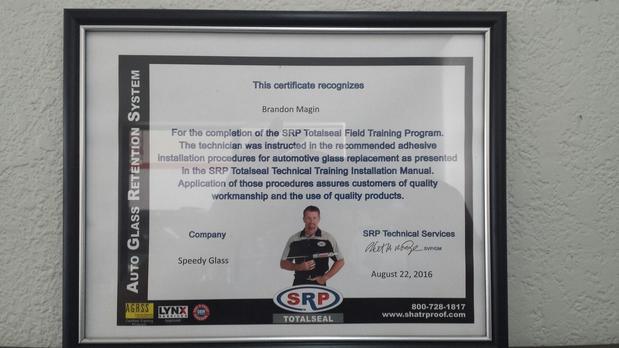 This certificate recognizes
Brandon Magin
For the completion of the SRP Totalseal Field Training Program.
The technician was instructed in the recommended adhesive
installation procedures for automotive glass replacement as presented
in the SRP Totalseal Technical Training Installation Manual.
Application of those procedures assures customers of quality
workmanship and the use of quality products.
Company
SRP Technical Services
SVP/GM
Speedy Glass
August 22, 2016
AUTO GLASS RETENTION SYSTEM
AGRSS
LYNX
SERVICES
SRP
TOTALSEAL
800-728-1817
www.shatrproof.com